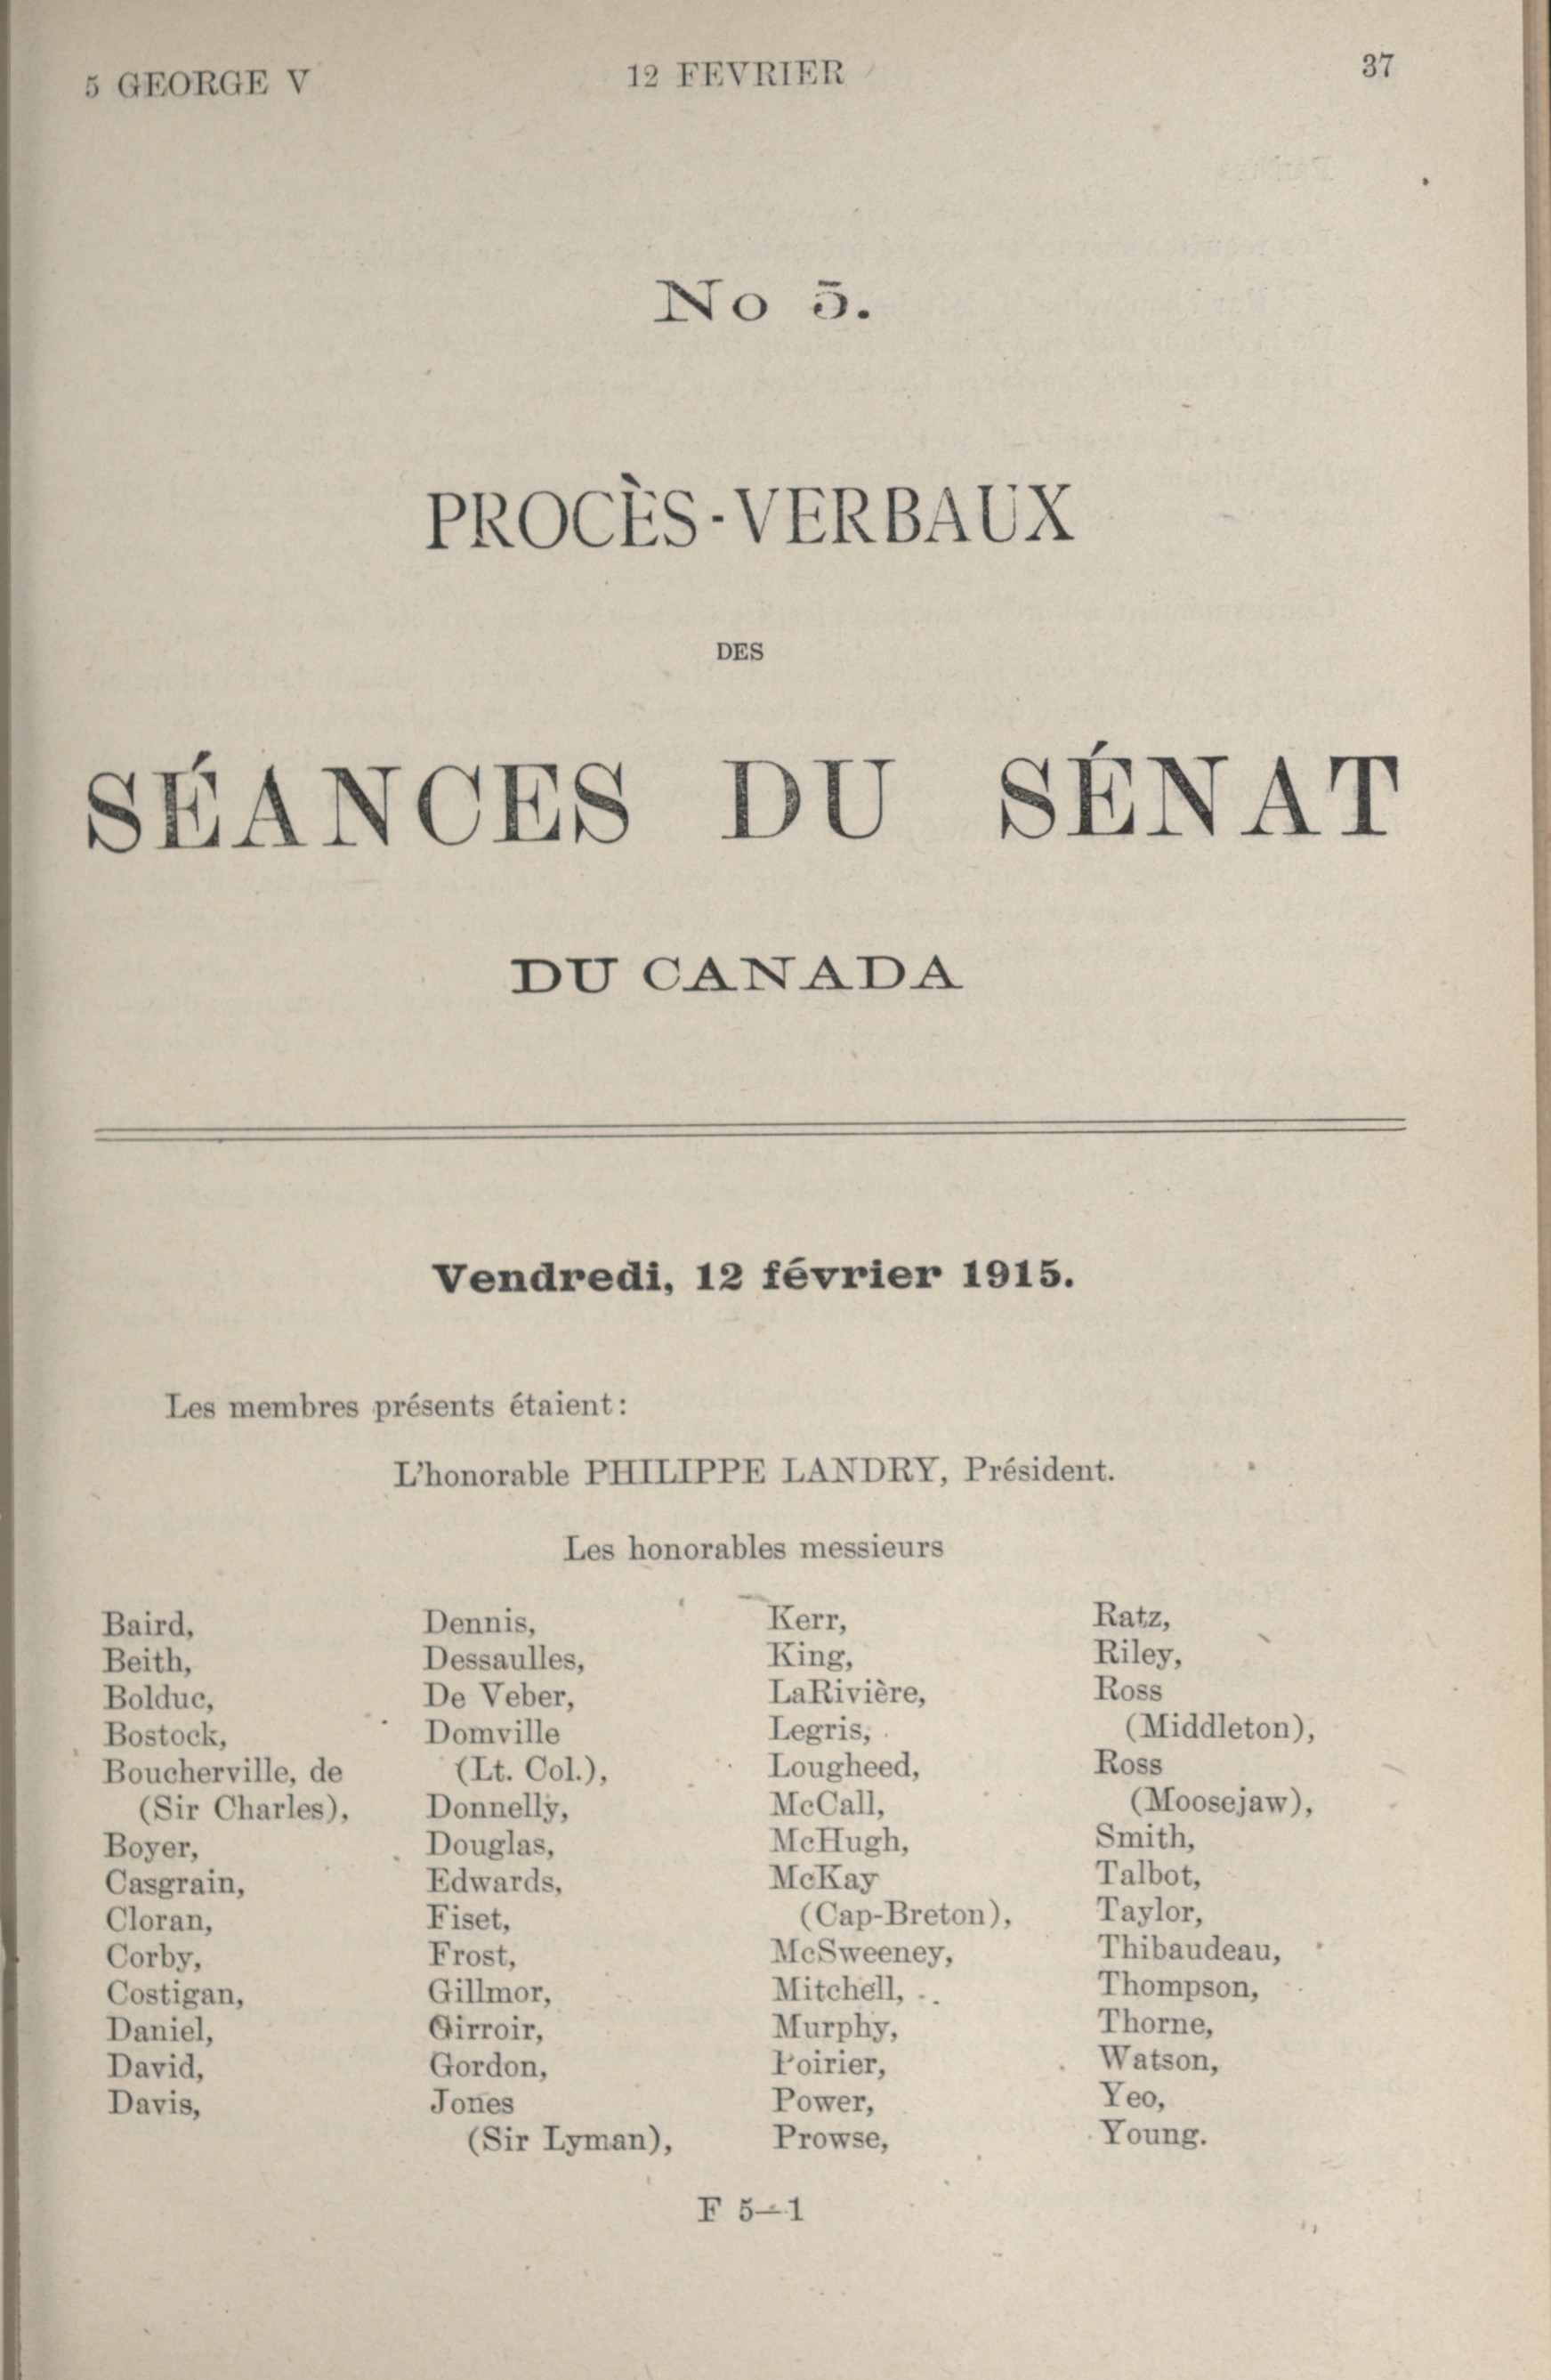 5 GEORGE V
12 FEVRIER
37
No 5.
PROCÈS-VERBAUX
DES
SÉANCES DU SÉNAT
DU CANADA
Vendredi, 12 février 1915.
Les membres présents étaient:
L'honorable PHILIPPE LANDRY, Président.
Les honorables messieurs
Baird,
Beith,
Bolduc,
Bostock,
Boucherville, de
(Sir Charles),
Boyer,
Casgrain,
Cloran,
Corby,
Costigan,
Daniel,
David,
Davis,
Dennis,
Dessaulles,
De Veber,
Domville
(Lt. Col.),
Donnelly,
Douglas,
Edwards,
Fiset,
Frost,
Gillmor,
Girroir,
Gordon,
Jones
(Sir Lyman),
Kerr,
King,
LaRivière,
Legris,
Lougheed,
McCall,
McHugh,
McKay
(Cap-Breton),
McSweeney,
Mitchell,
Murphy,
Poirier,
Power,
Prowse,
Ratz,
Riley,
Ross
(Middleton),
Ross
(Moosejaw),
Smith,
Talbot,
Taylor,
Thibaudeau,
Thompson,
Thorne,
Watson,
Yeo,
Young.
F 5—1